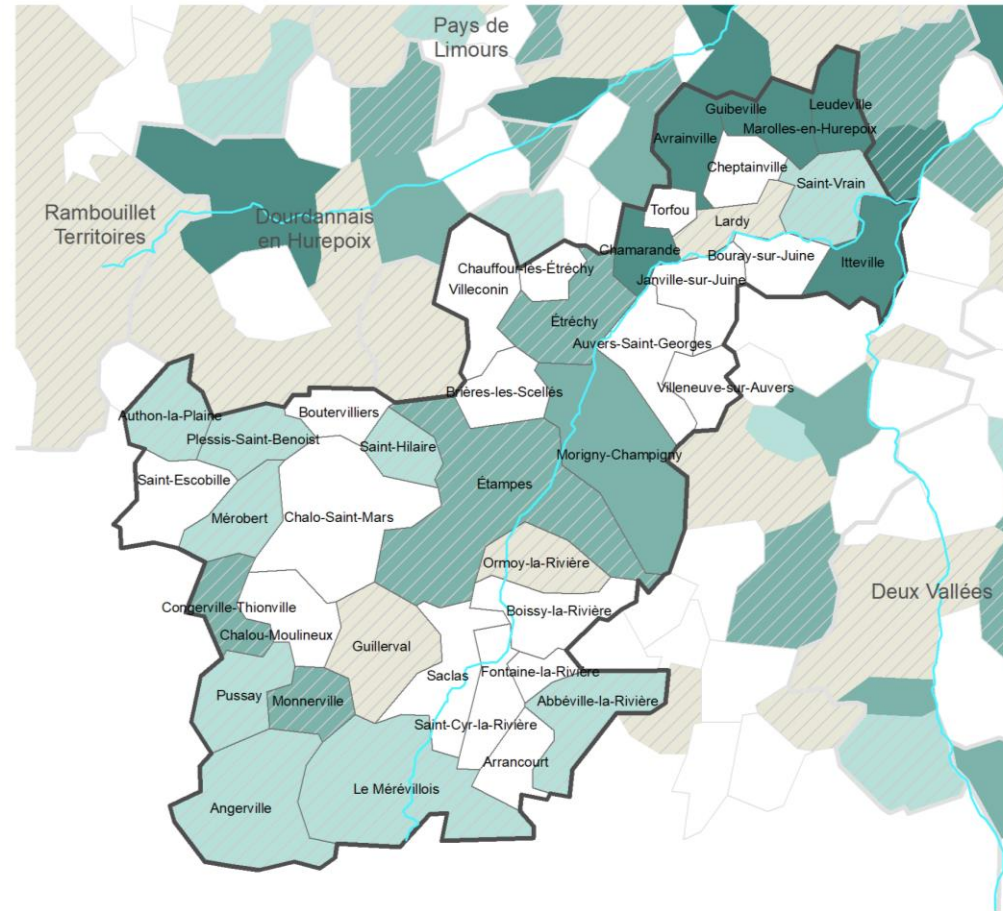 Pays de
Limours
Guibeville
Leudeville
Marolles-en-Hurepoix
Avrainville
Cheptainville
Saint-Vrain
Rambouillet
Territoires
Dourdannais
en Hurepoix
Torfou
Lardy
Chamarande
Bouray-sur-Juine
Itteville
Chauffour-lès-Étréchy
Villeconin
Janville-sur-Juine
Étréchy
Auvers-Saint-Georges
Brières-les-Scellés
Villeneuve-sur-Auvers
Authon-la-Plaine
Boutervilliers
Plessis-Saint-Benoist
Saint-Hilaire
Morigny-Champigny
Saint-Escobille
Étampes
Mérobert
Chalo-Saint-Mars
Ormoy-la-Rivière
Deux Vallées
Congerville-Thionville
Boissy-la-Rivière
Chalou-Moulineux
Guillerval
Saclas
Fontaine-la-Rivière
Pussay
Monnerville
Abbéville-la-Rivière
Saint-Cyr-la-Rivière
Arrancourt
Le Mérévillois
Angerville